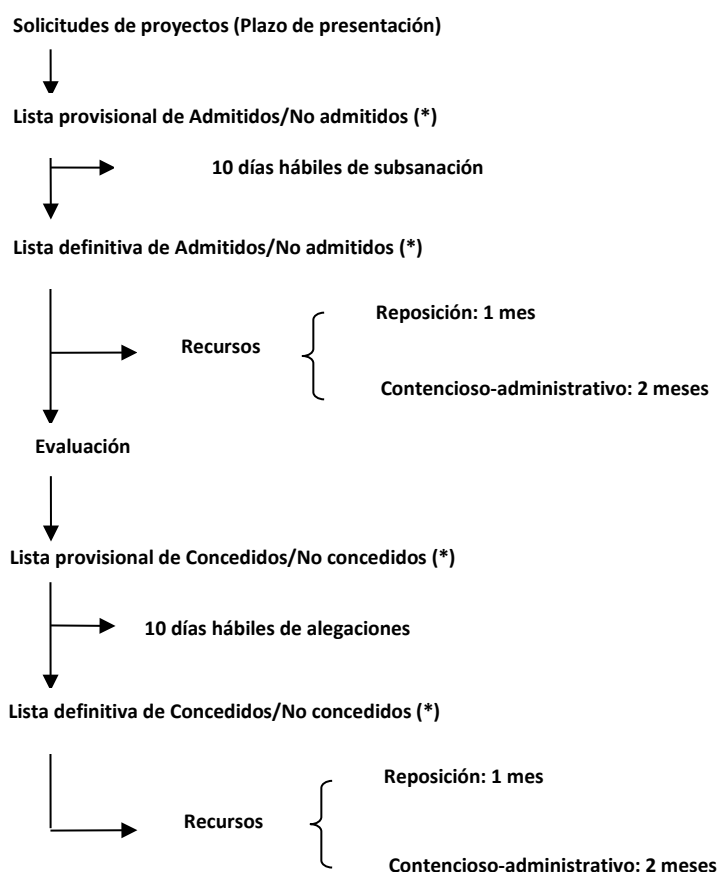 Solicitudes de proyectos (Plazo de presentación)
Lista provisional de Admitidos/No admitidos (*)
10 días hábiles de subsanación
Lista definitiva de Admitidos/No admitidos (*)
Reposición: 1 mes
Recursos
Contencioso-administrativo: 2 meses
Evaluación
Lista provisional de Concedidos/No concedidos (*)
10 días hábiles de alegaciones
Lista definitiva de Concedidos/No concedidos (*)
Reposición: 1 mes
Recursos
Contencioso-administrativo: 2 meses